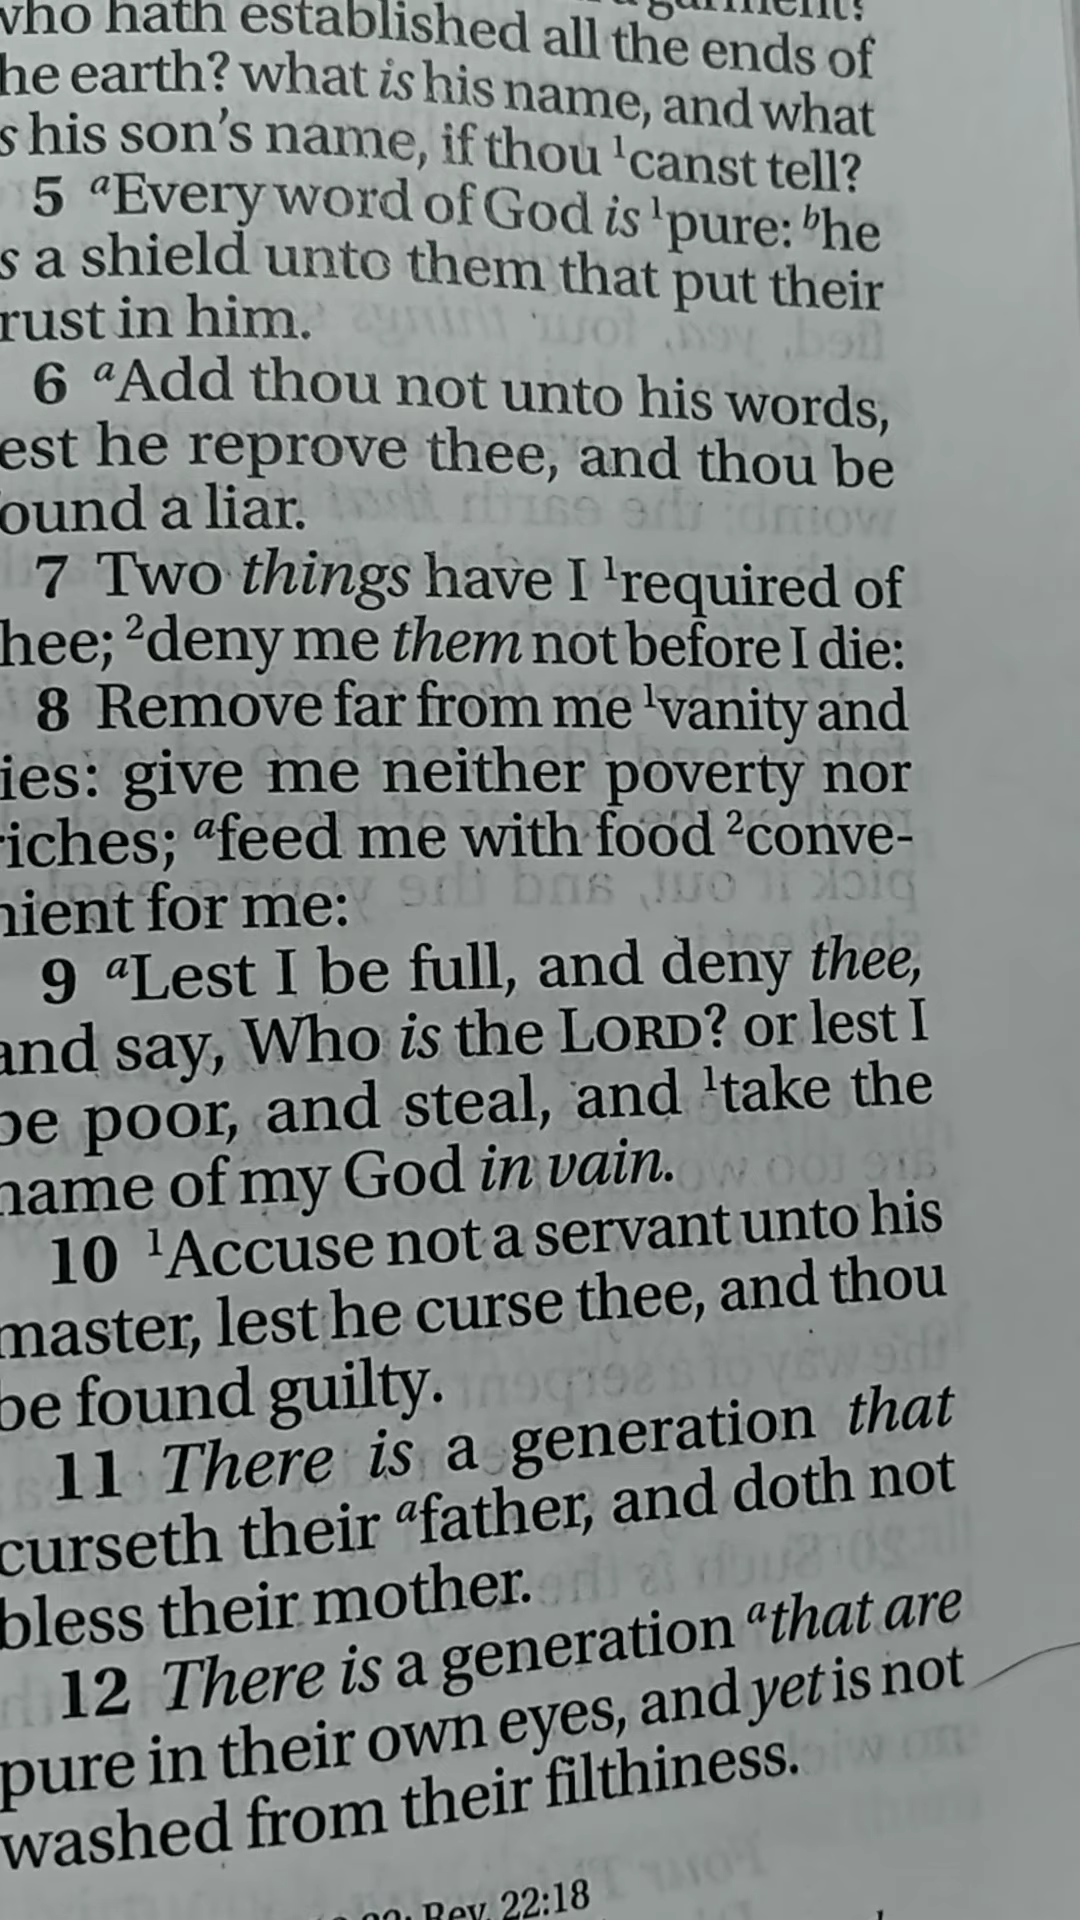 who hath established all the ends of
he earth? what is his name, and what
s his son's name, if thou ¹canst tell?
5 ᵃEvery word of God is ¹pure: ᵇhe
s a shield unto them that put their
rust in him.
6 ᵃAdd thou not unto his words,
est he reprove thee, and thou be
ound a liar.
7 Two things have I ¹required of
hee; ²deny me them not before I die:
8 Remove far from me ¹vanity and
ies: give me neither poverty nor
riches; ᵃfeed me with food ²conve-
nient for me:
9 ᵃLest I be full, and deny thee,
and say, Who is the LORD? or lest I
be poor, and steal, and ¹take the
name of my God in vain.
10 ¹Accuse not a servant unto his
master, lest he curse thee, and thou
be found guilty.
11 There is a generation that
curseth their ᵃfather, and doth not
bless their mother.
12 There is a generation ᵃthat are
pure in their own eyes, and yet is not
washed from their filthiness.
Rev. 22:18